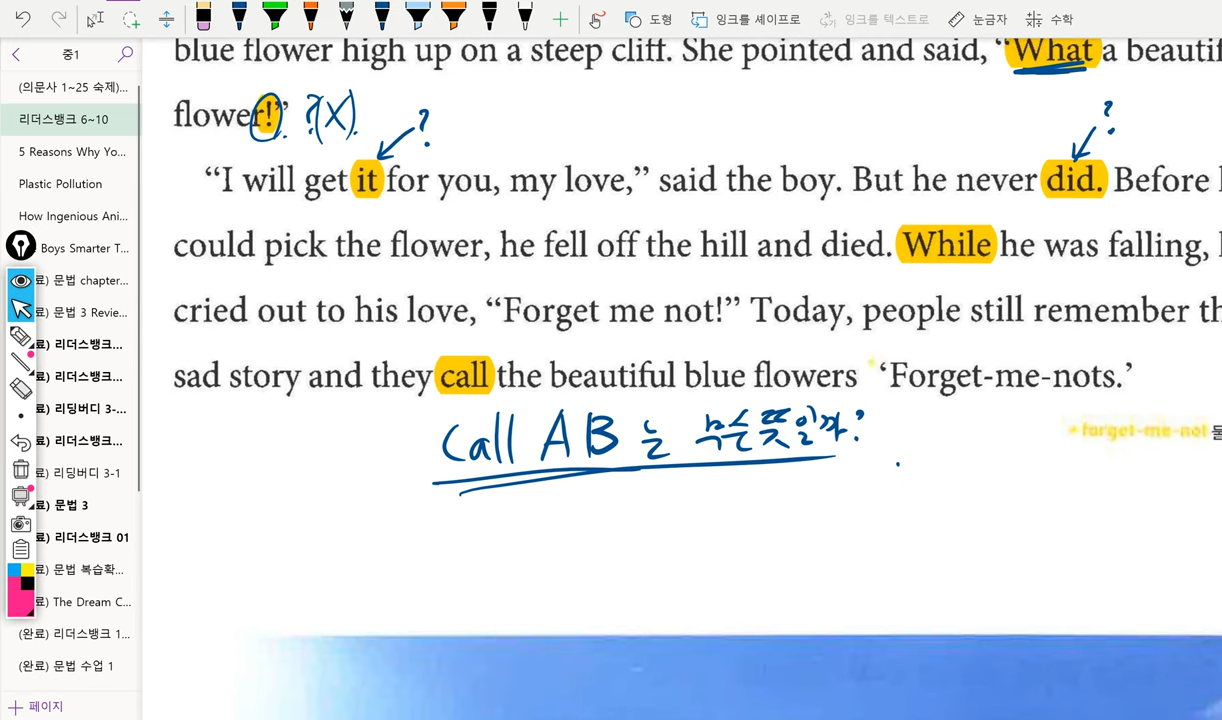 도형
잉크를 셰이프로
잉크를 텍스트로
눈금자
수학
중1
(의문사 1~25 숙제)...
리더스뱅크 6~10
5 Reasons Why Yo...
Plastic Pollution
How Ingenious Ani...
Boys Smarter T...
료) 문법 chapter...
료) 문법 3 Revie...
료) 리더스뱅크...
료) 리더스뱅크...
료) 리딩버디 3-...
료) 리더스뱅크...
료) 리딩버디 3-1
료) 문법 3
료) 리더스뱅크 01
료) 문법 복습확...
료) The Dream C...
(완료) 리더스뱅크 1...
(완료) 문법 수업 1
페이지
blue flower high up on a steep cliff. She pointed and said, “What a beautif
flower!” ?(X).
?
?
“I will get it for you, my love,” said the boy. But he never did. Before
could pick the flower, he fell off the hill and died. While he was falling,
cried out to his love, “Forget me not!” Today, people still remember th
sad story and they call the beautiful blue flowers *‘Forget-me-nots.’
call A B 는 무슨 뜻일까?
*forget-me-not 물